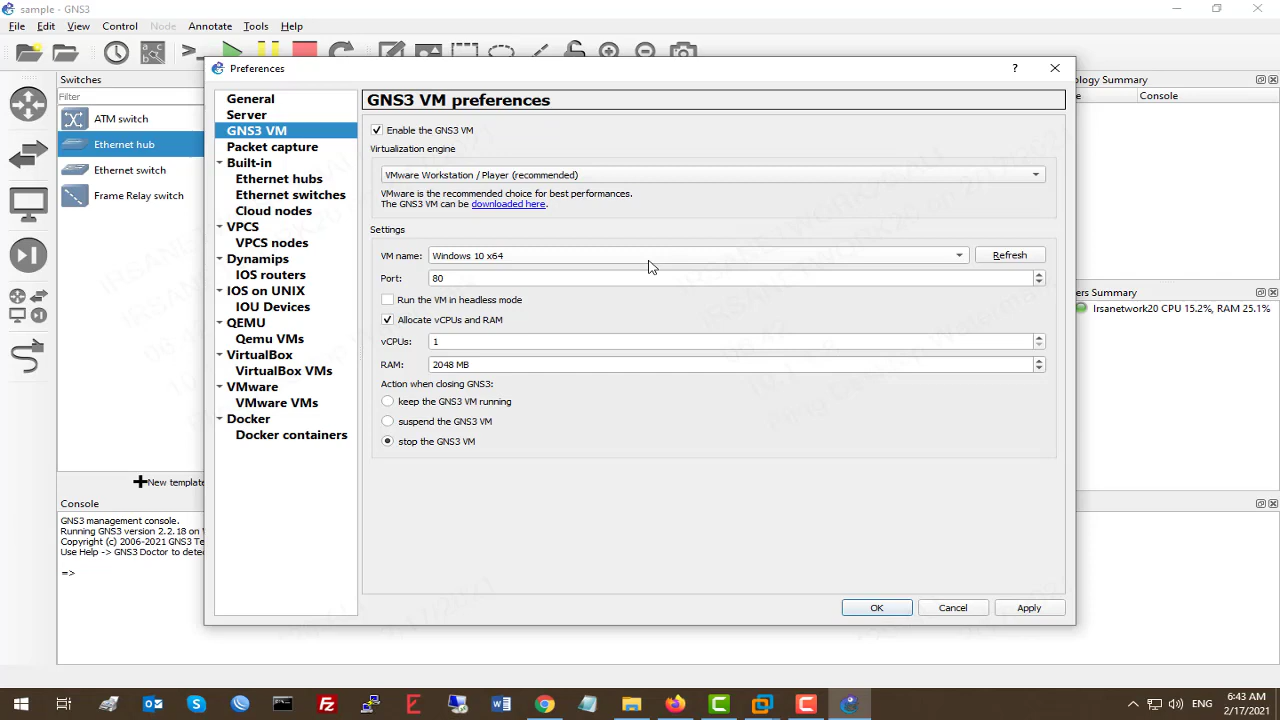 sample - GNS3
File Edit View Control Node Annotate Tools Help
Switches
Filter
ATM switch
Ethernet hub
Ethernet switch
Frame Relay switch
New template
Preferences
?
General
Server
GNS3 VM
Packet capture
Built-in
Ethernet hubs
Ethernet switches
Cloud nodes
VPCS
VPCS nodes
Dynamips
IOS routers
IOS on UNIX
IOU Devices
QEMU
Qemu VMs
VirtualBox
VirtualBox VMs
VMware
VMware VMs
Docker
Docker containers
GNS3 VM preferences
Enable the GNS3 VM
Virtualization engine
VMware Workstation / Player (recommended)
VMware is the recommended choice for best performances.
The GNS3 VM can be downloaded here.
Settings
VM name: Windows 10 x64 Refresh
Port: 80
Run the VM in headless mode
Allocate vCPUs and RAM
vCPUs: 1
RAM: 2048 MB
Action when closing GNS3:
keep the GNS3 VM running
suspend the GNS3 VM
stop the GNS3 VM
OK Cancel Apply
ology Summary
e Console
ers Summary
Irsanetwork20 CPU 15.2%, RAM 25.1%
Console
GNS3 management console.
Running GNS3 version 2.2.18 on
Copyright (c) 2006-2021 GNS3 Te
Use Help -> GNS3 Doctor to detec
=>
ENG
6:43 AM
2/17/2021